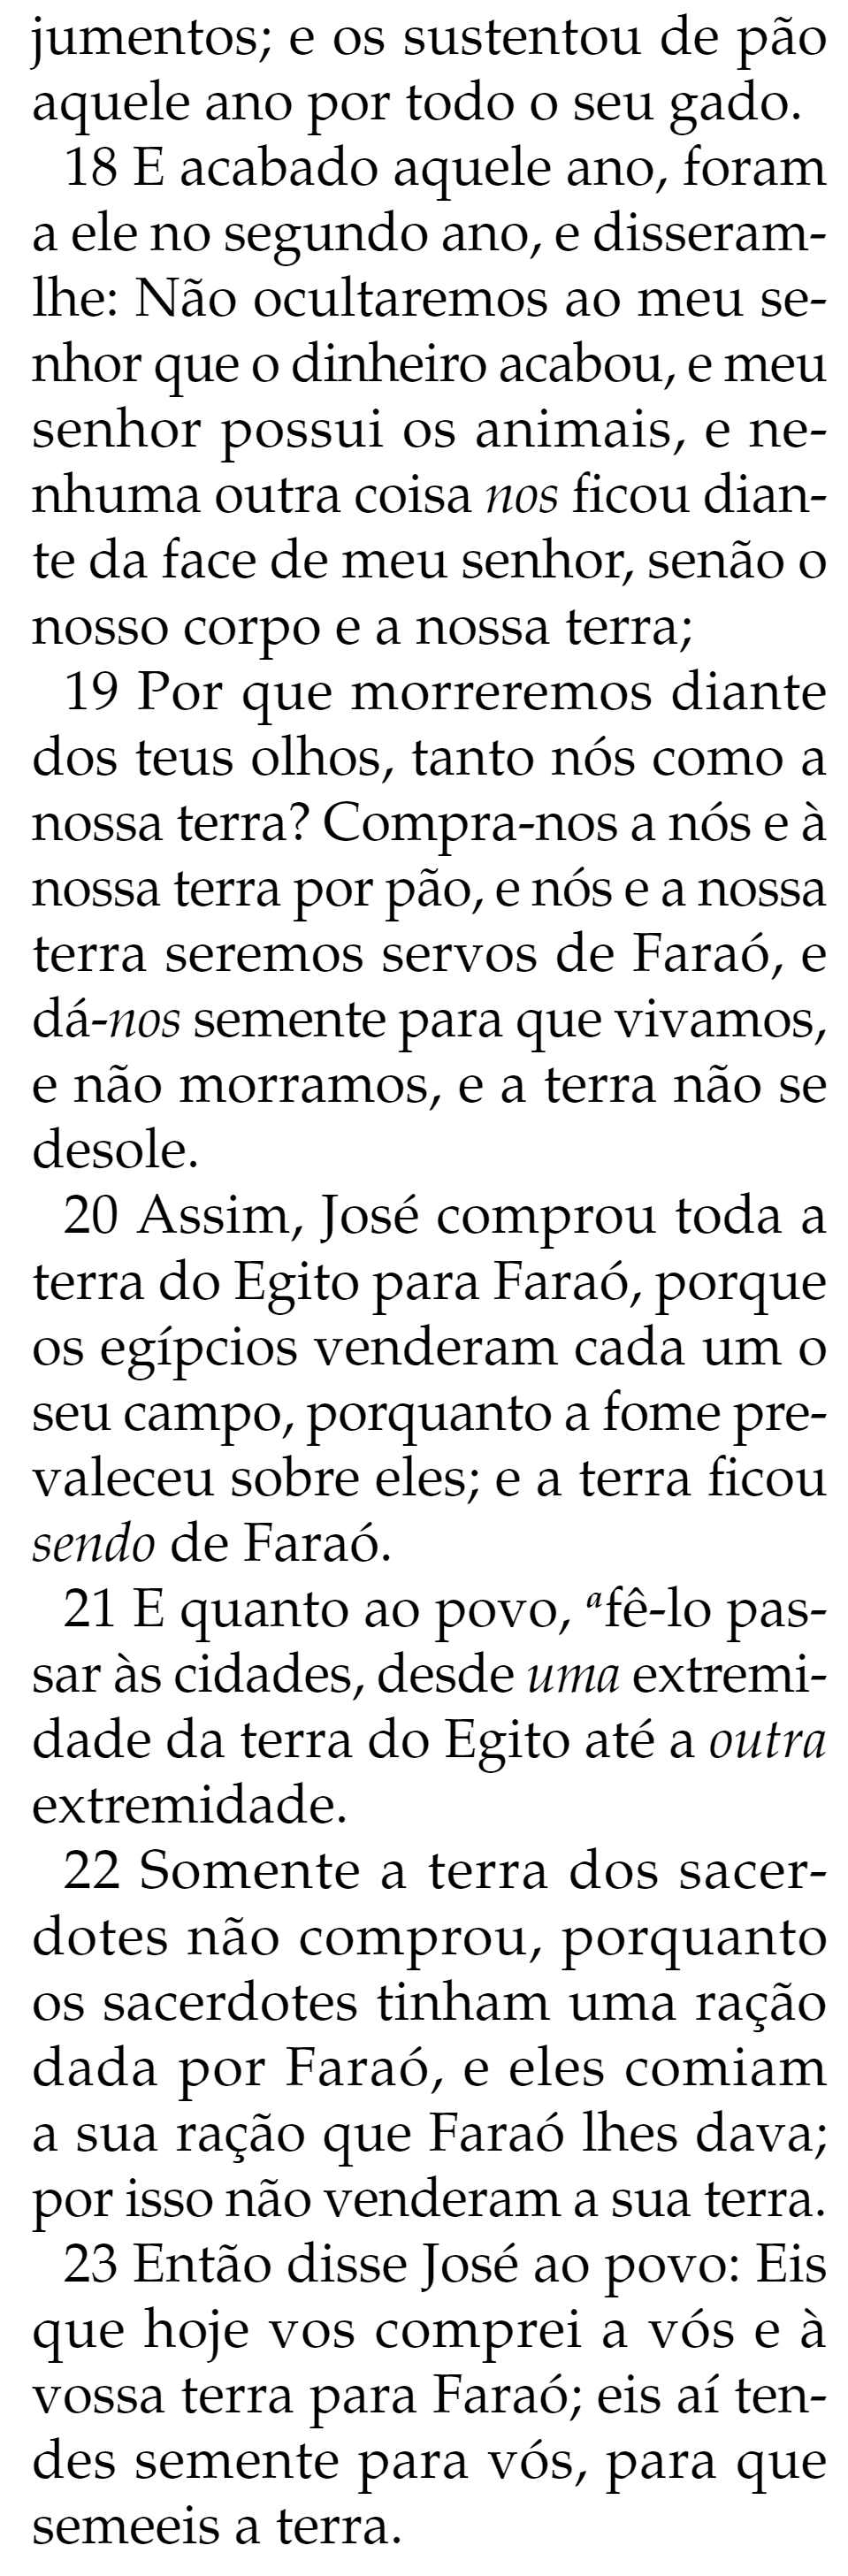 jumentos; e os sustentou de pão
aquele ano por todo o seu gado.
18 E acabado aquele ano, foram
a ele no segundo ano, e disseram-
lhe: Não ocultaremos ao meu se-
nhor que o dinheiro acabou, e meu
senhor possui os animais, e ne-
nhuma outra coisa nos ficou dian-
te da face de meu senhor, senão o
nosso corpo e a nossa terra;
19 Por que morreremos diante
dos teus olhos, tanto nós como a
nossa terra? Compra-nos a nós e à
nossa terra por pão, e nós e a nossa
terra seremos servos de Faraó, e
dá-nos semente para que vivamos,
e não morramos, e a terra não se
desole.
20 Assim, José comprou toda a
terra do Egito para Faraó, porque
os egípcios venderam cada um o
seu campo, porquanto a fome pre-
valeceu sobre eles; e a terra ficou
sendo de Faraó.
21 E quanto ao povo, ᵃfê-lo pas-
sar às cidades, desde uma extremi-
dade da terra do Egito até a outra
extremidade.
22 Somente a terra dos sacer-
dotes não comprou, porquanto
os sacerdotes tinham uma ração
dada por Faraó, e eles comiam
a sua ração que Faraó lhes dava;
por isso não venderam a sua terra.
23 Então disse José ao povo: Eis
que hoje vos comprei a vós e à
vossa terra para Faraó; eis aí ten-
des semente para vós, para que
semeeis a terra.